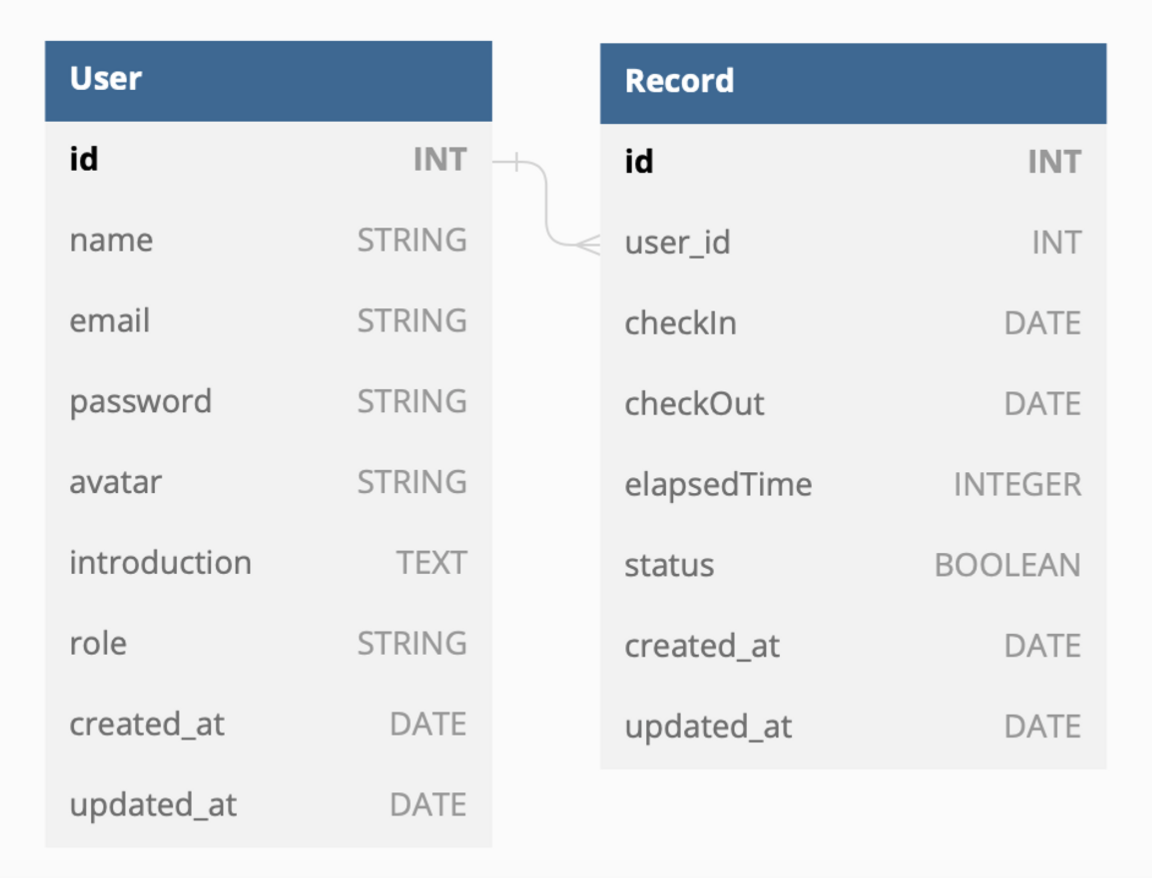 User
id INT
name STRING
email STRING
password STRING
avatar STRING
introduction TEXT
role STRING
created_at DATE
updated_at DATE
Record
id INT
user_id INT
checkIn DATE
checkOut DATE
elapsedTime INTEGER
status BOOLEAN
created_at DATE
updated_at DATE